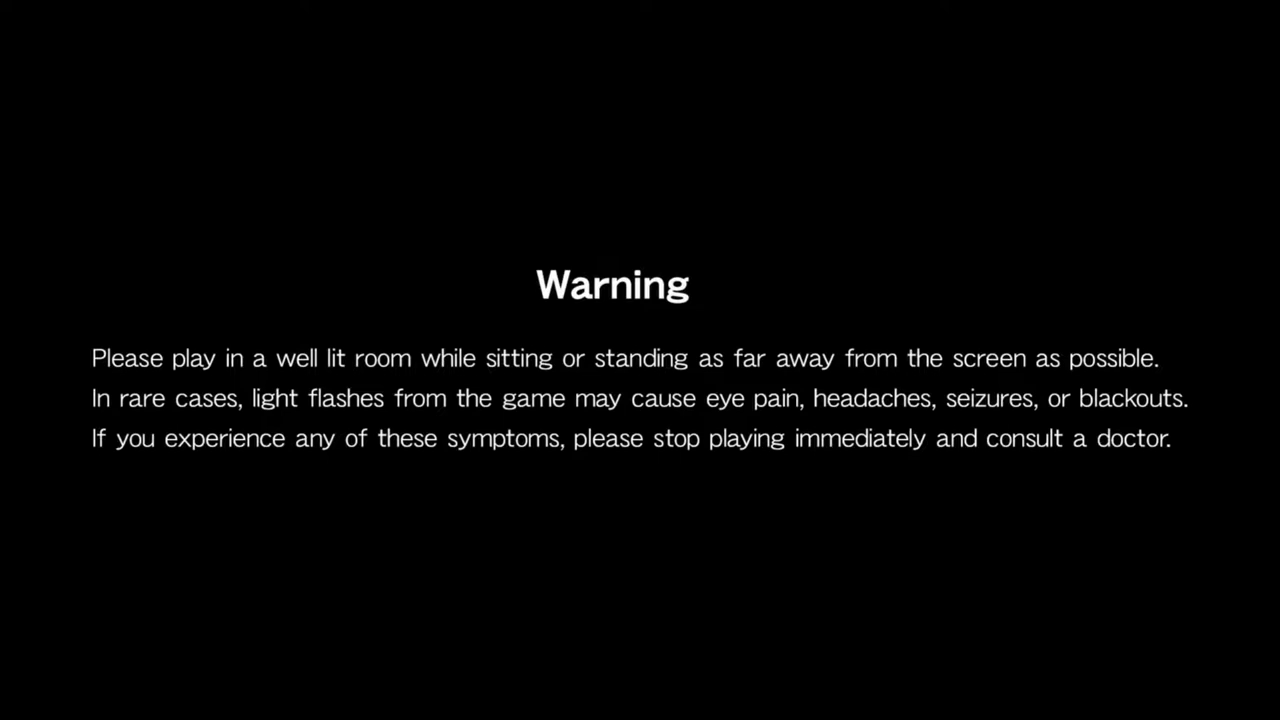 Warning
Please play in a well lit room while sitting or standing as far away from the screen as possible.
In rare cases, light flashes from the game may cause eye pain, headaches, seizures, or blackouts.
If you experience any of these symptoms, please stop playing immediately and consult a doctor.